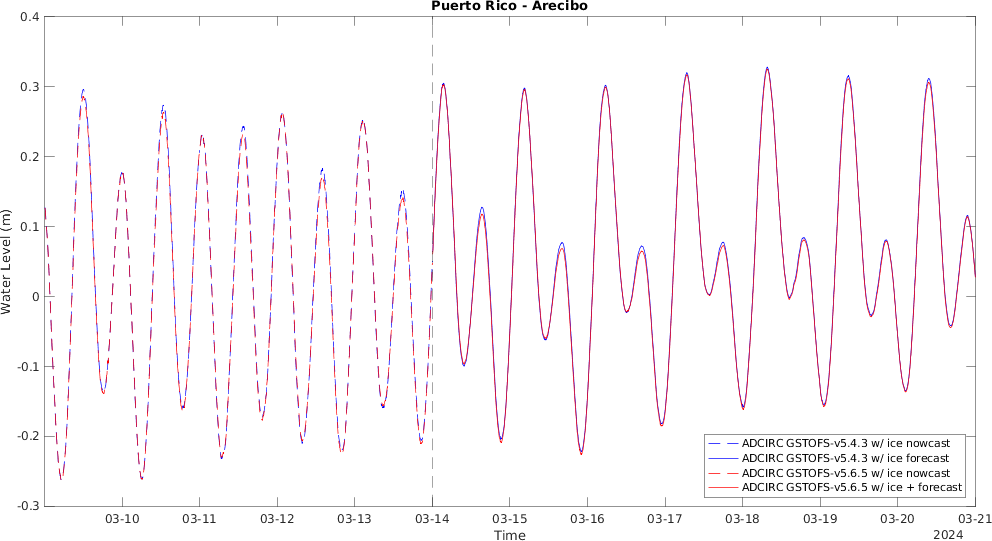 Puerto Rico - Arecibo
0.4
0.3
0.2
0.1
0
-0.1
-0.2
-0.3
Water Level (m)
ADCIRC GSTOFS-v5.4.3 w/ ice nowcast
ADCIRC GSTOFS-v5.4.3 w/ ice forecast
ADCIRC GSTOFS-v5.6.5 w/ ice nowcast
ADCIRC GSTOFS-v5.6.5 w/ ice + forecast
03-10 03-11 03-12 03-13 03-14 03-15 03-16 03-17 03-18 03-19 03-20 03-21
Time
2024